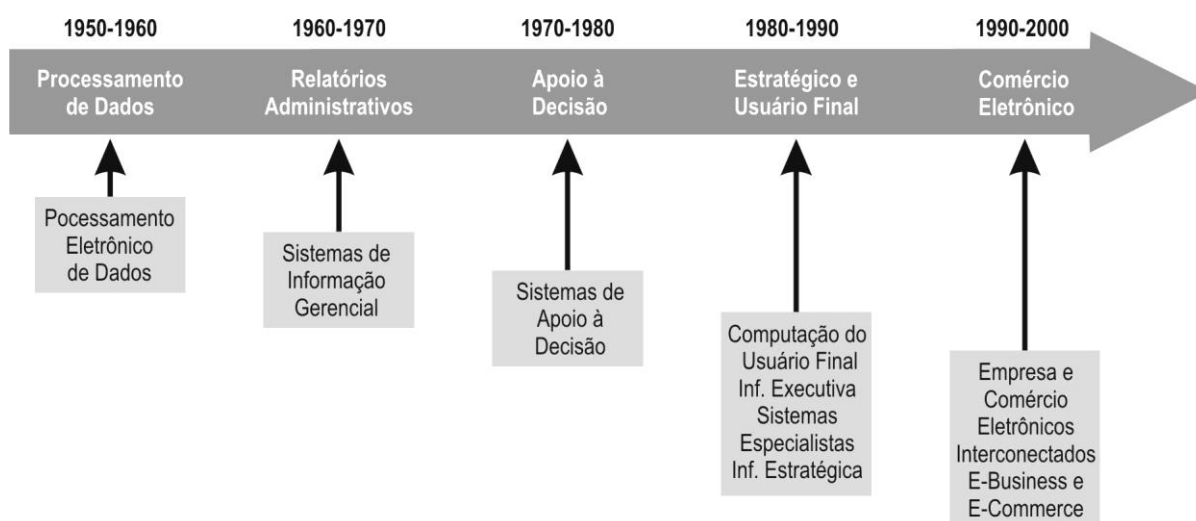 1950-1960
1960-1970
1970-1980
1980-1990
1990-2000
Processamento
de Dados
Relatórios
Administrativos
Apoio à
Decisão
Estratégico e
Usuário Final
Comércio
Eletrônico
Pocessamento
Eletrônico
de Dados
Sistemas de
Informação
Gerencial
Sistemas de
Apoio à
Decisão
Computação do
Usuário Final
Inf. Executiva
Sistemas
Especialistas
Inf. Estratégica
Empresa e
Comércio
Eletrônicos
Interconectados
E-Business e
E-Commerce